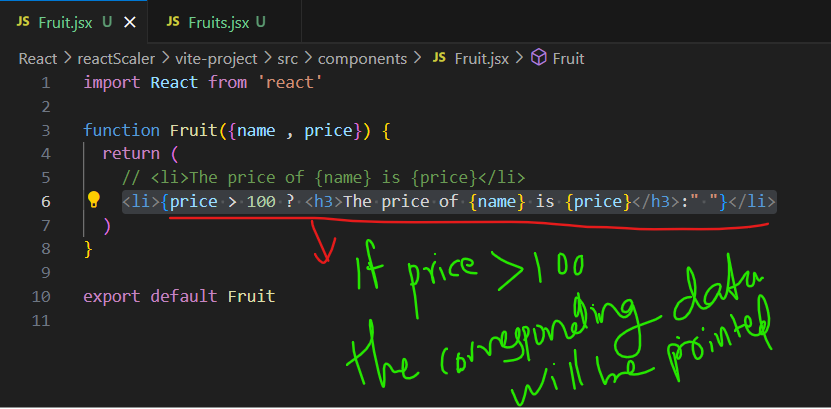 JS Fruit.jsx U × JS Fruits.jsx U
React > reactScaler > vite-project > src > components > JS Fruit.jsx > Fruit
1 import React from 'react'
2
3 function Fruit({name , price}) {
4 return (
5 // <li>The price of {name} is {price}</li>
6 <li>{price > 100 ? <h3>The price of {name} is {price}</h3>:" "}</li>
7 )
8 }
9
10 export default Fruit
11
If price > 100
the corresponding data
will be printed